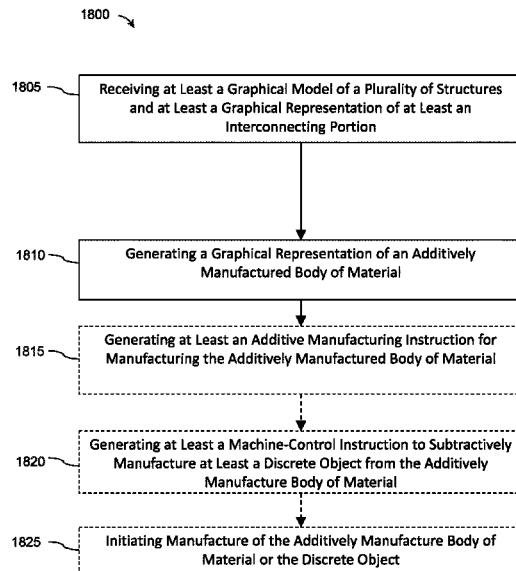 1800
1805
Receiving at Least a Graphical Model of a Plurality of Structures
and at Least a Graphical Representation of at Least an
Interconnecting Portion
1810
Generating a Graphical Representation of an Additively
Manufactured Body of Material
1815
Generating at Least an Additive Manufacturing Instruction for
Manufacturing the Additively Manufactured Body of Material
1820
Generating at Least a Machine-Control Instruction to Subtractively
Manufacture at Least a Discrete Object from the Additively
Manufacture Body of Material
1825
Initiating Manufacture of the Additively Manufacture Body of
Material or the Discrete Object